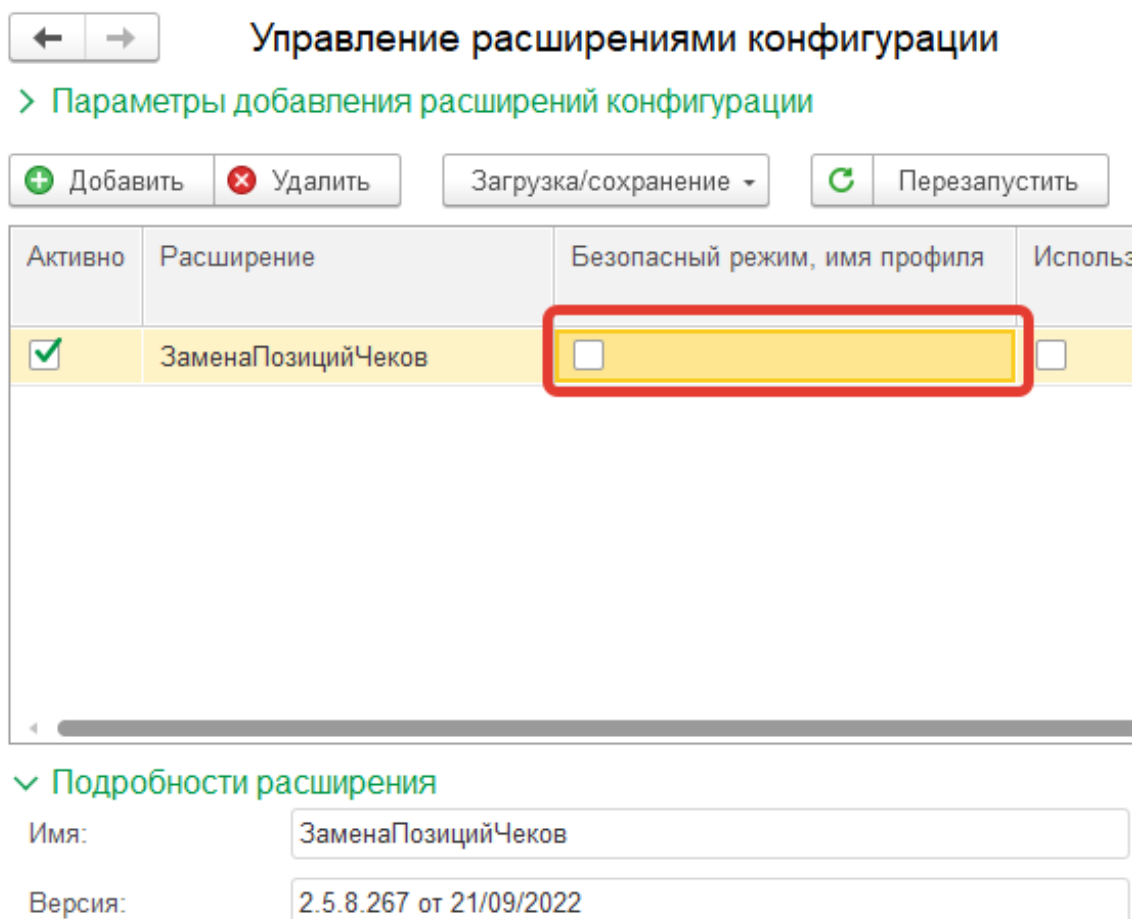 Управление расширениями конфигурации
Параметры добавления расширений конфигурации
Добавить Удалить Загрузка/сохранение Перезапустить
Активно Расширение Безопасный режим, имя профиля Использ
ЗаменаПозицийЧеков
Подробности расширения
Имя: ЗаменаПозицийЧеков
Версия: 2.5.8.267 от 21/09/2022